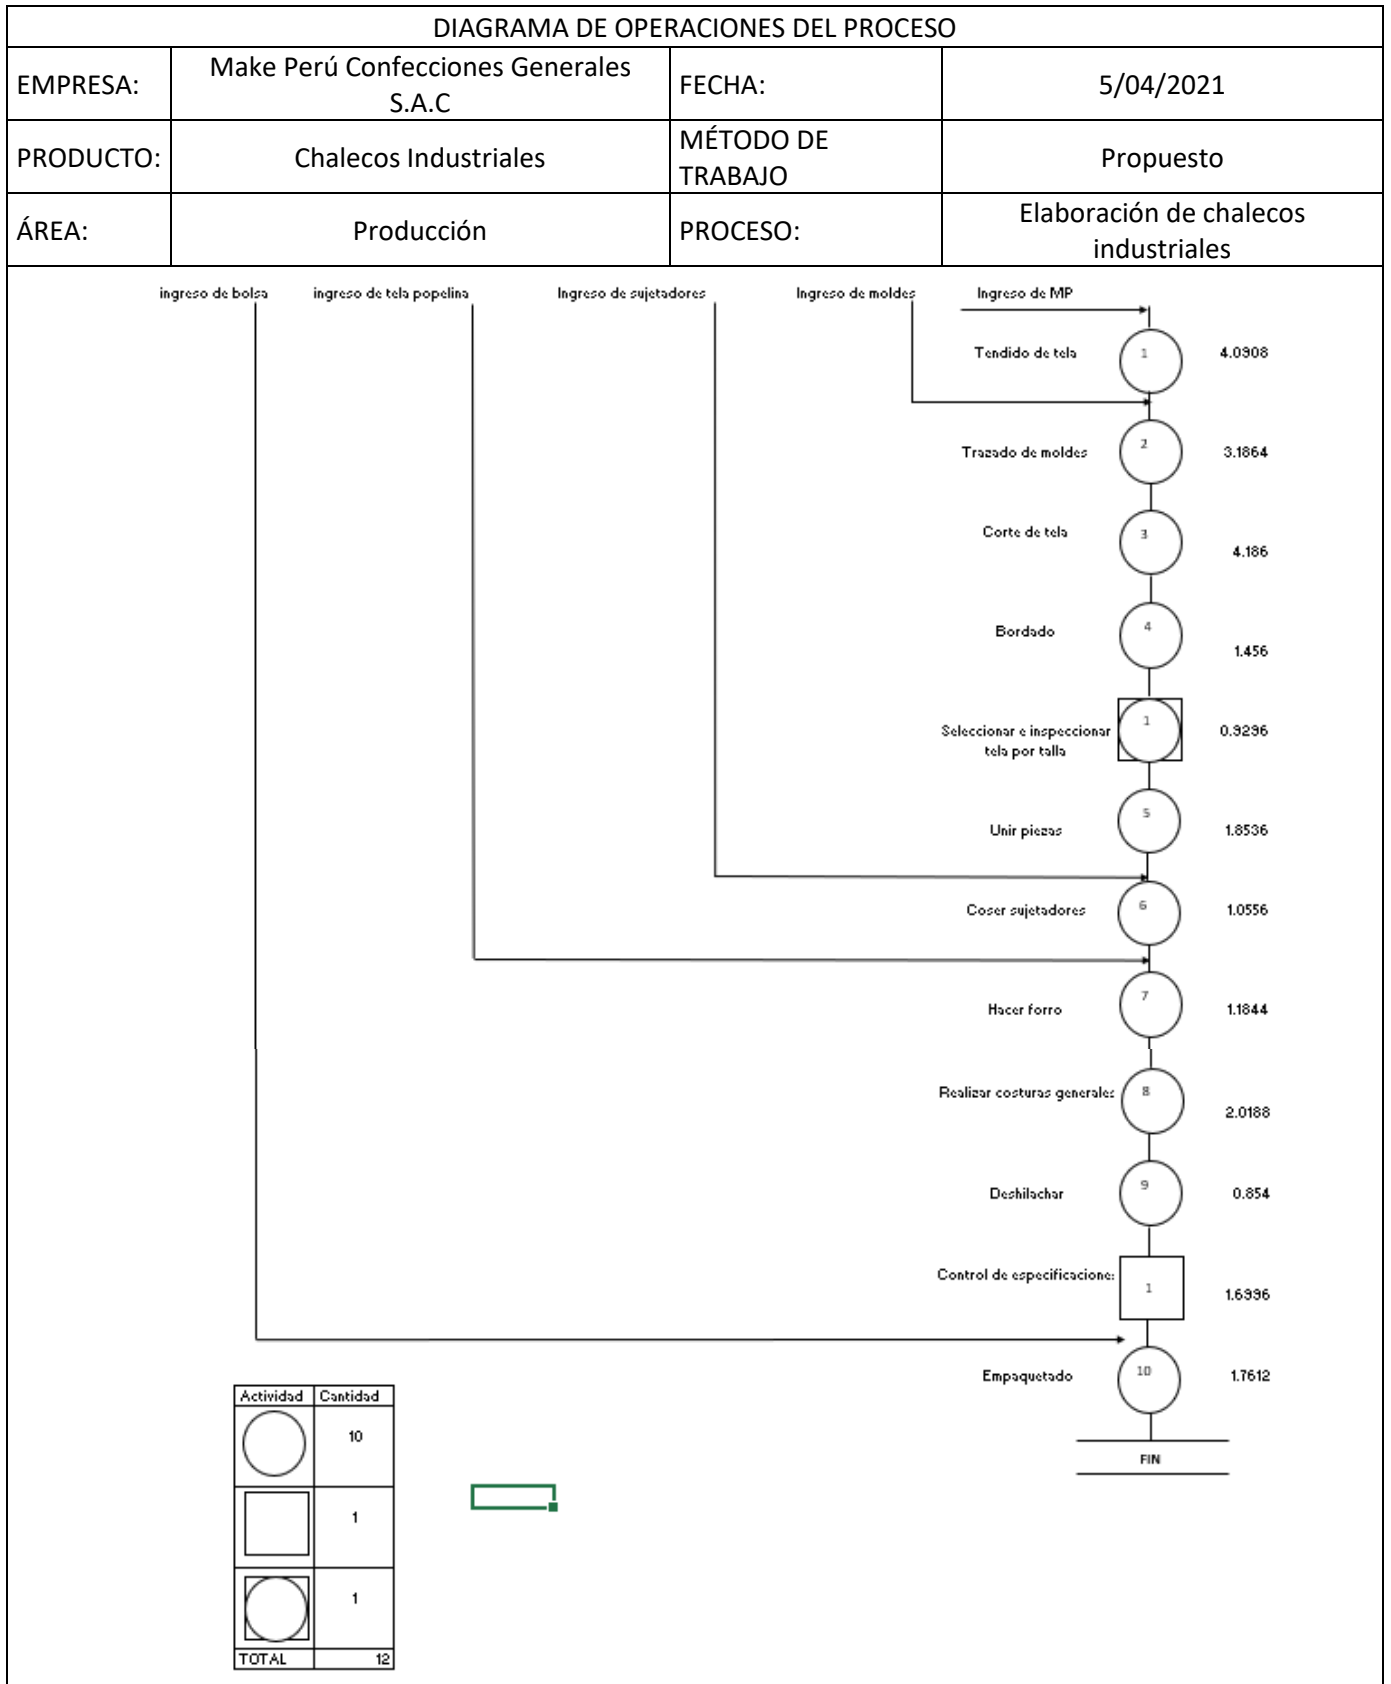 DIAGRAMA DE OPERACIONES DEL PROCESO
EMPRESA:
Make Perú Confecciones Generales
S.A.C
FECHA:
5/04/2021
PRODUCTO:
Chalecos Industriales
MÉTODO DE
TRABAJO
Propuesto
ÁREA:
Producción
PROCESO:
Elaboración de chalecos
industriales
ingreso de bolsa
ingreso de tela popelina
Ingreso de sujetadores
Ingreso de moldes
Ingreso de MP
Tendido de tela
1
4.0908
Trazado de moldes
2
3.1864
Corte de tela
3
4.186
Bordado
4
1.456
Seleccionar e inspeccionar
tela por talla
1
0.9296
Unir piezas
5
1.8536
Coser sujetadores
6
1.0556
Hacer forro
7
1.1844
Realizar costuras generales
8
2.0188
Deshilachar
9
0.854
Control de especificacione:
1
1.6996
Empaquetado
10
1.7612
FIN
Actividad
Cantidad
10
1
1
TOTAL
12